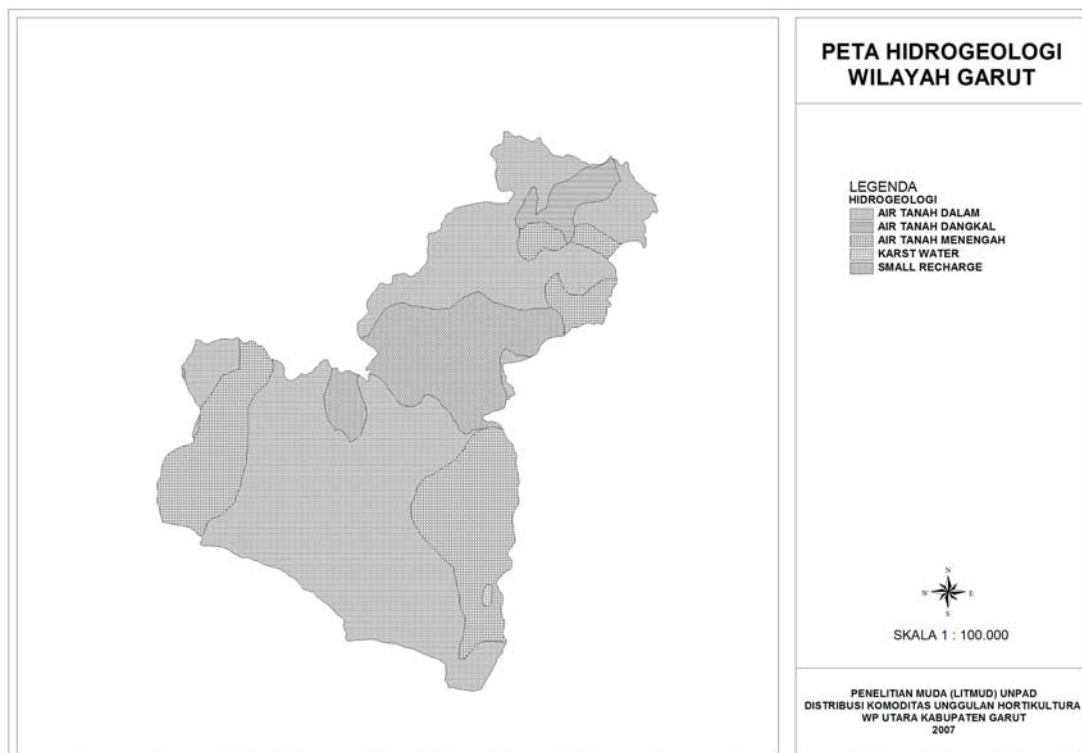 PETA HIDROGEOLOGI
WILAYAH GARUT
LEGENDA
HIDROGEOLOGI
AIR TANAH DALAM
AIR TANAH DANGKAL
AIR TANAH MENENGAH
KARST WATER
SMALL RECHARGE
N
W E
S
SKALA 1 : 100.000
PENELITIAN MUDA (LITMUD) UNPAD
DISTRIBUSI KOMODITAS UNGGULAN HORTIKULTURA
WP UTARA KABUPATEN GARUT
2007